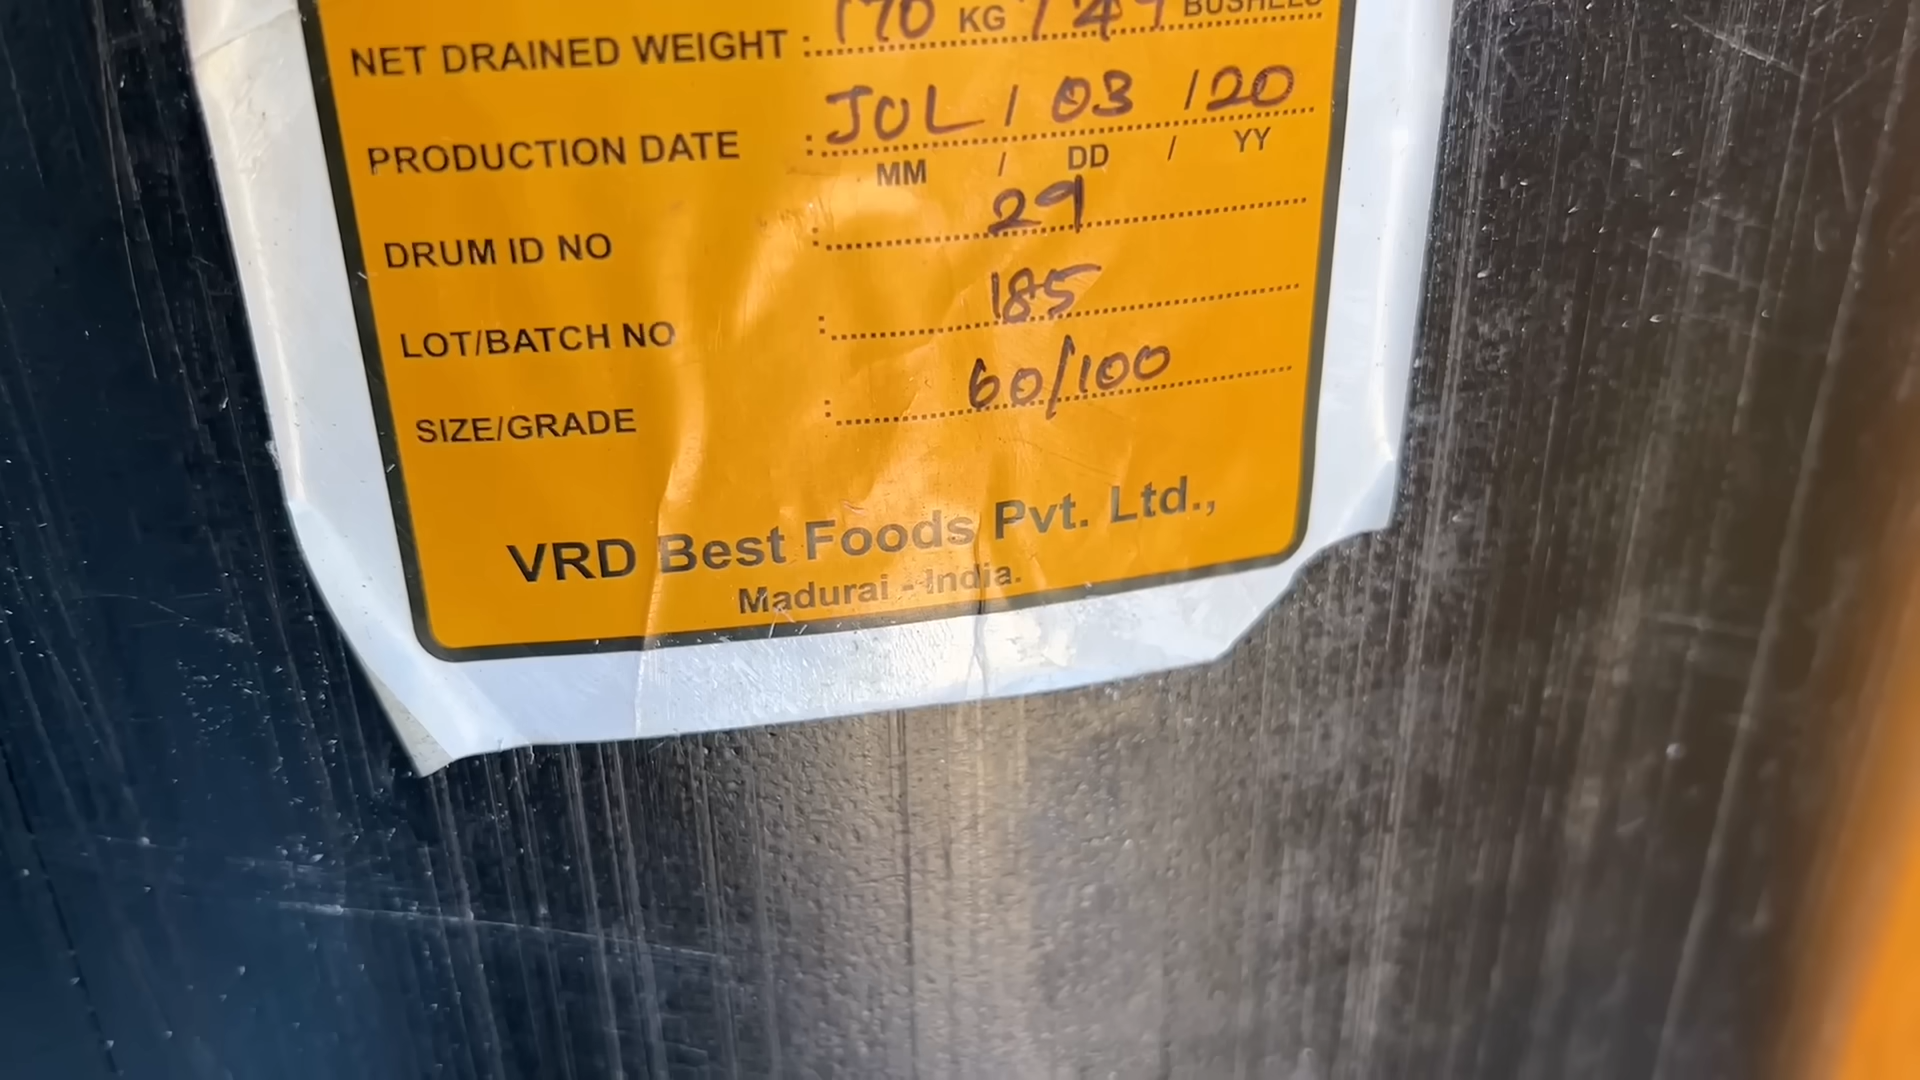 NET DRAINED WEIGHT : 170 KG / BUSHELS
PRODUCTION DATE : JUL / 03 / 20
MM / DD / YY
DRUM ID NO : 29
LOT/BATCH NO : 185
SIZE/GRADE : 60/100
VRD Best Foods Pvt. Ltd.,
Madurai - India.